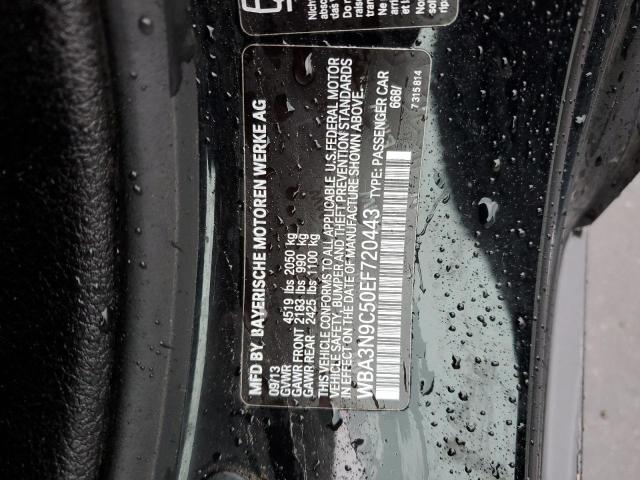 MFD BY. BAYERISCHE MOTOREN WERKE AG
09/13
GVWR 4519 lbs 2050 kg
GAWR FRONT 2183 lbs 990 kg
GAWR REAR 2425 lbs 1100 kg
THIS VEHICLE CONFORMS TO ALL APPLICABLE U.S. FEDERAL MOTOR
VEHICLE SAFETY, BUMPER AND THEFT PREVENTION STANDARDS
IN EFFECT ON THE DATE OF MANUFACTURE SHOWN ABOVE.
WBA3N9C50EF720443 TYPE: PASSENGER CAR
668/
7 315 814